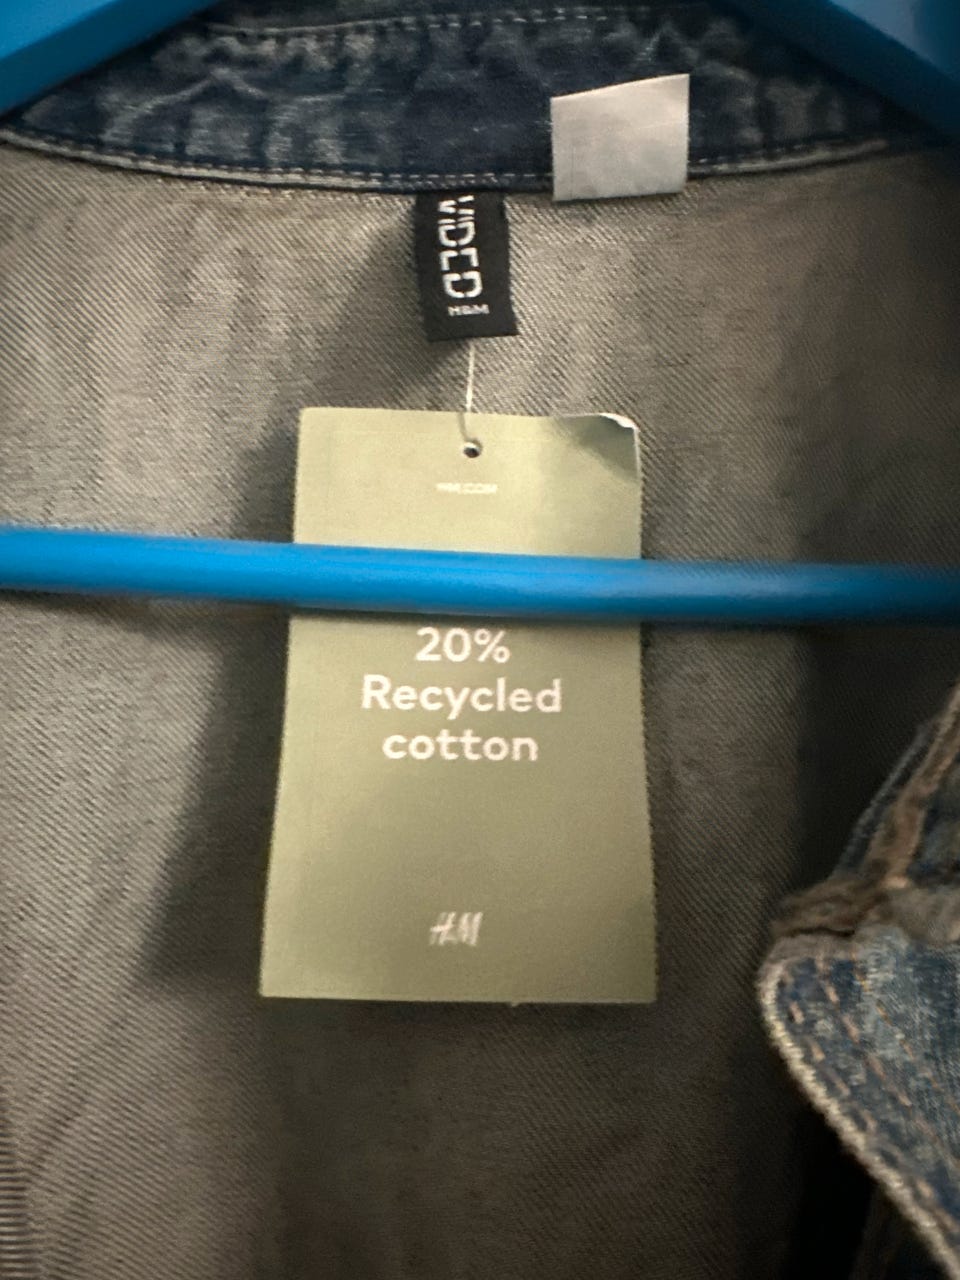 DIVIDED
H&M
HM.COM
20%
Recycled
cotton
H&M